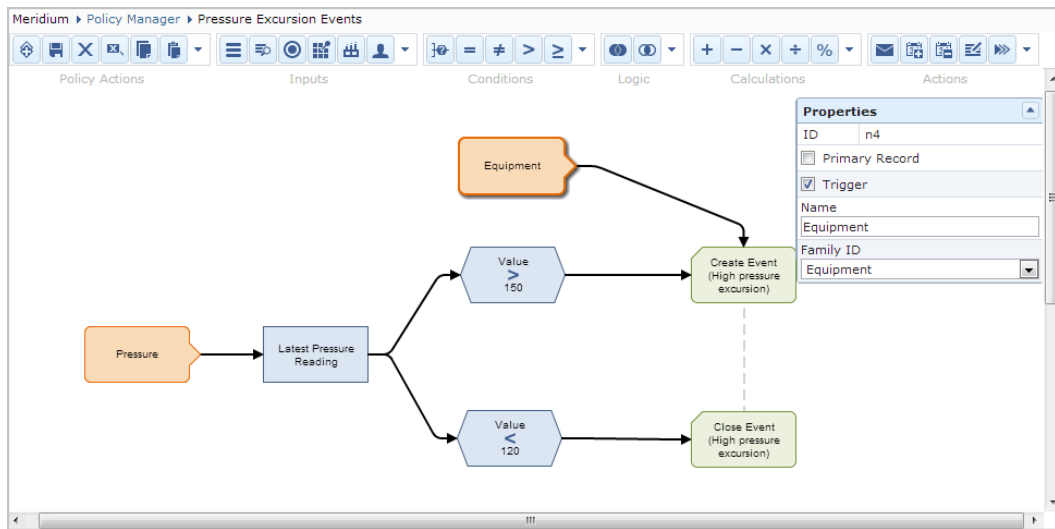 Meridium ▸ Policy Manager ▸ Pressure Excursion Events
Policy Actions
Inputs
Conditions
Logic
Calculations
Actions
= ≠ > ≥
+ − × ÷ %
Properties
ID n4
Primary Record
Trigger
Name
Equipment
Family ID
Equipment
Equipment
Value
>
150
Create Event
(High pressure
excursion)
Pressure
Latest Pressure
Reading
Value
<
120
Close Event
(High pressure
excursion)